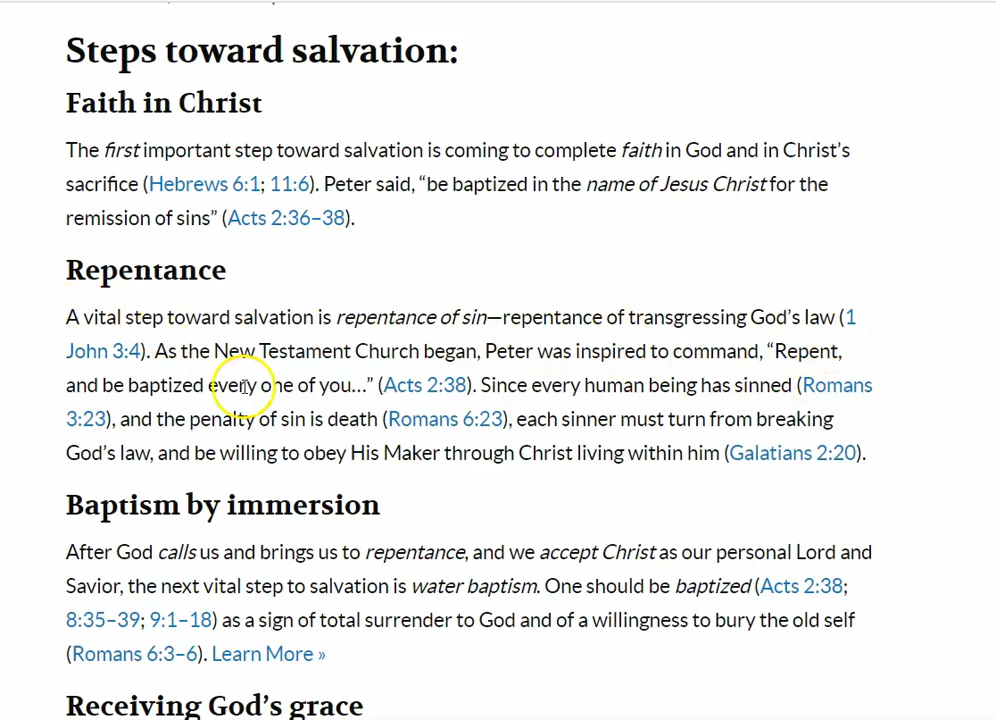 Steps toward salvation:
Faith in Christ
The first important step toward salvation is coming to complete faith in God and in Christ’s
sacrifice (Hebrews 6:1; 11:6). Peter said, “be baptized in the name of Jesus Christ for the
remission of sins” (Acts 2:36–38).
Repentance
A vital step toward salvation is repentance of sin—repentance of transgressing God’s law (1
John 3:4). As the New Testament Church began, Peter was inspired to command, “Repent,
and be baptized every one of you…” (Acts 2:38). Since every human being has sinned (Romans
3:23), and the penalty of sin is death (Romans 6:23), each sinner must turn from breaking
God’s law, and be willing to obey His Maker through Christ living within him (Galatians 2:20).
Baptism by immersion
After God calls us and brings us to repentance, and we accept Christ as our personal Lord and
Savior, the next vital step to salvation is water baptism. One should be baptized (Acts 2:38;
8:35–39; 9:1–18) as a sign of total surrender to God and of a willingness to bury the old self
(Romans 6:3–6). Learn More »
Receiving God’s grace